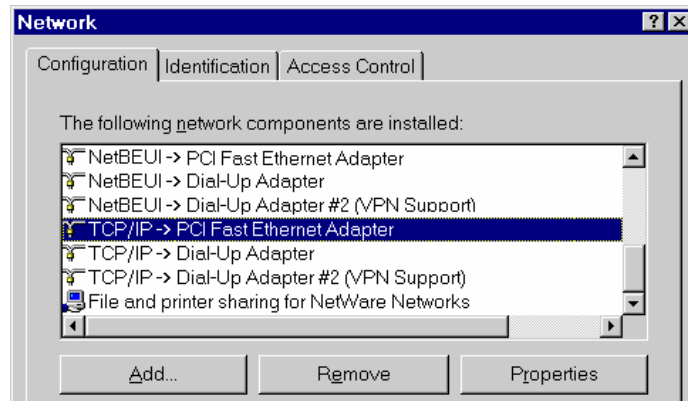 Network
Configuration Identification Access Control
The following network components are installed:
NetBEUI -> PCI Fast Ethernet Adapter
NetBEUI -> Dial-Up Adapter
NetBEUI -> Dial-Up Adapter #2 (VPN Support)
TCP/IP -> PCI Fast Ethernet Adapter
TCP/IP -> Dial-Up Adapter
TCP/IP -> Dial-Up Adapter #2 (VPN Support)
File and printer sharing for NetWare Networks
Add... Remove Properties